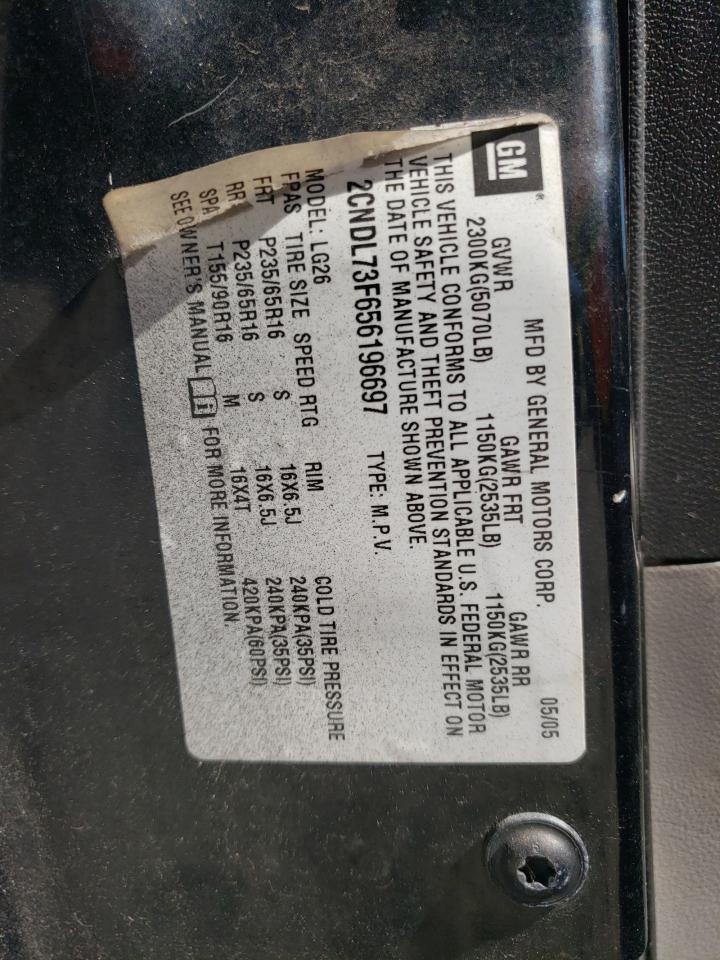 GM®
MFD BY GENERAL MOTORS CORP. 05/05
GVWR GAWR FRT GAWR RR
2300KG(5070LB) 1150KG(2535LB) 1150KG(2535LB)
THIS VEHICLE CONFORMS TO ALL APPLICABLE U.S. FEDERAL MOTOR
VEHICLE SAFETY AND THEFT PREVENTION STANDARDS IN EFFECT ON
THE DATE OF MANUFACTURE SHOWN ABOVE.
2CNDL73F656196697 TYPE: M.P.V.
MODEL: LG26
FPAS TIRE SIZE SPEED RTG RIM COLD TIRE PRESSURE
FRT P235/65R16 S 16X6.5J 240KPA(35PSI)
RR P235/65R16 S 16X6.5J 240KPA(35PSI)
SPA T155/90R16 M 16X4T 420KPA(60PSI)
SEE OWNER'S MANUAL FOR MORE INFORMATION.